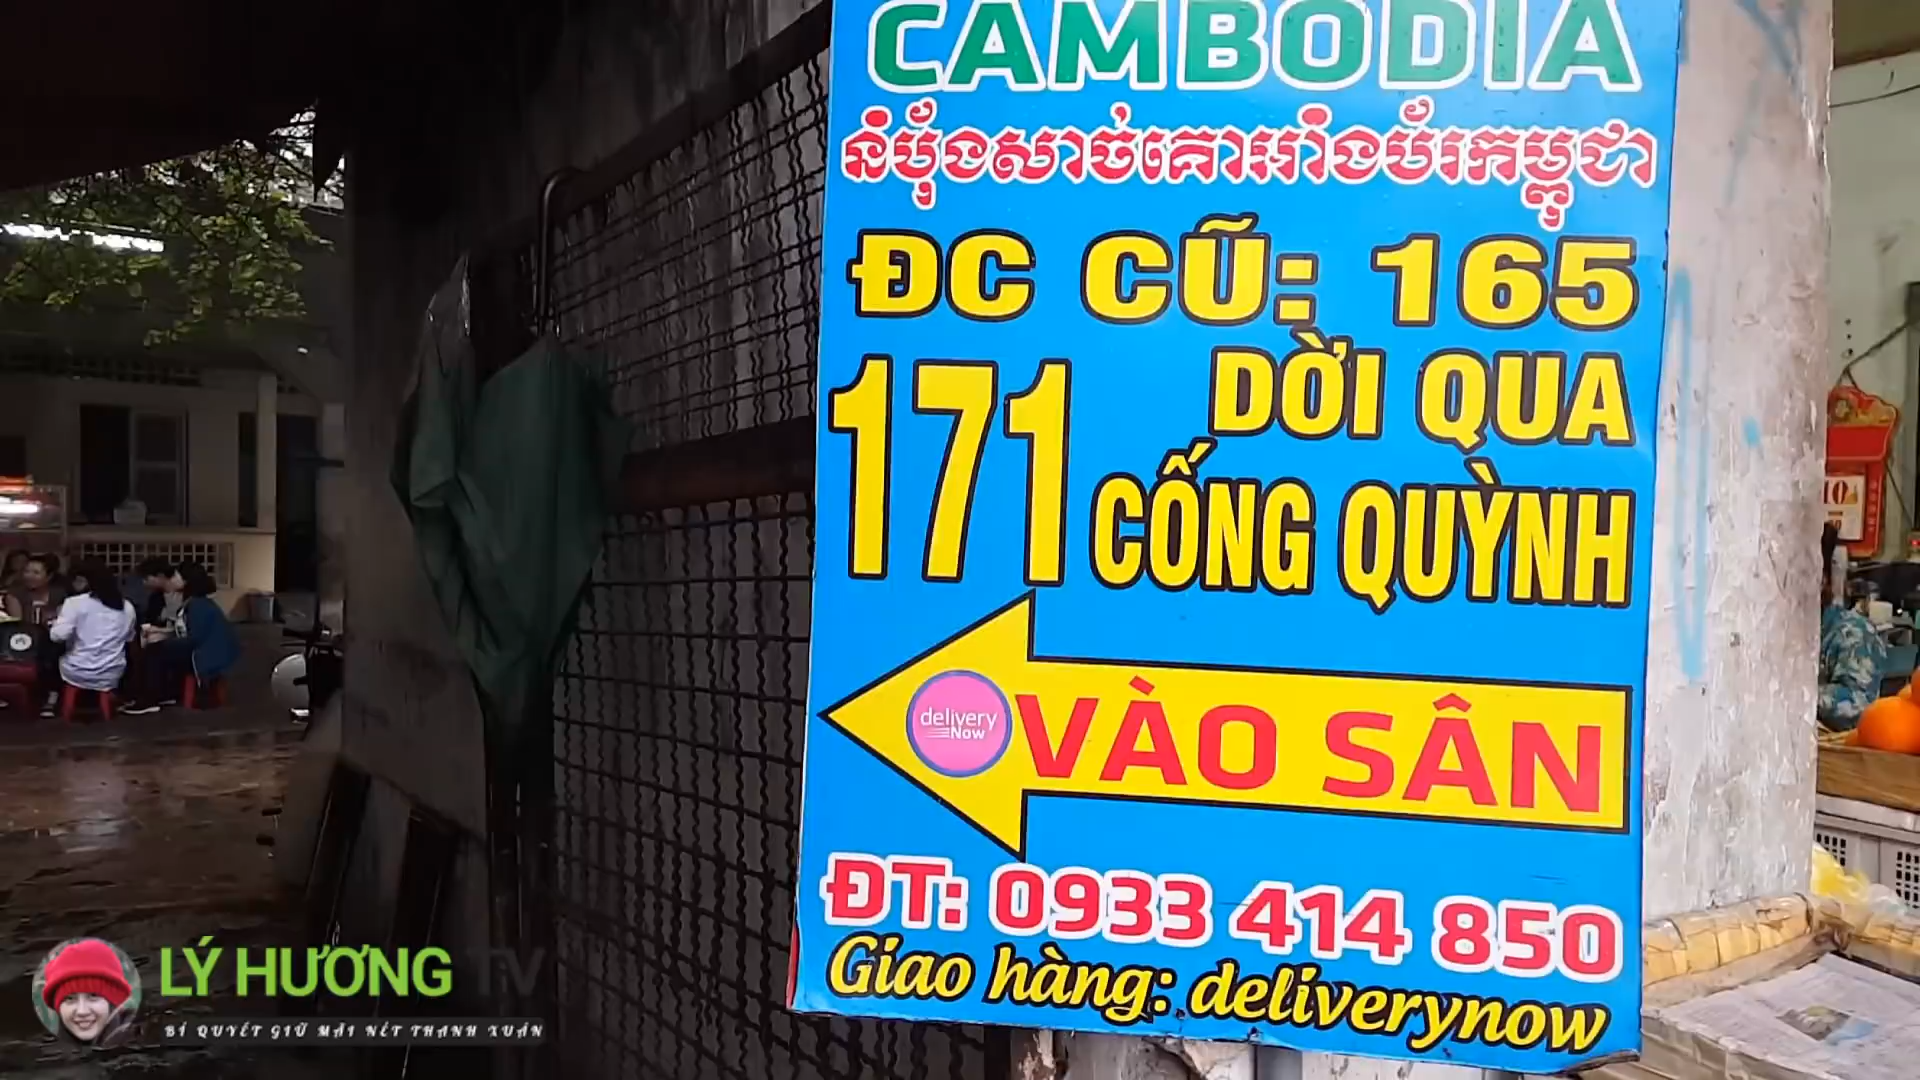 CAMBODIA
នំប៉័ងសាច់គោអាំងប័រកម្ពុជា
ĐC CŨ: 165
DỜI QUA
171 CỐNG QUỲNH
delivery Now
VÀO SÂN
ĐT: 0933 414 850
Giao hàng: deliverynow
LÝ HƯƠNG TV
BÍ QUYẾT GIỮ MÃI NÉT THANH XUÂN
10